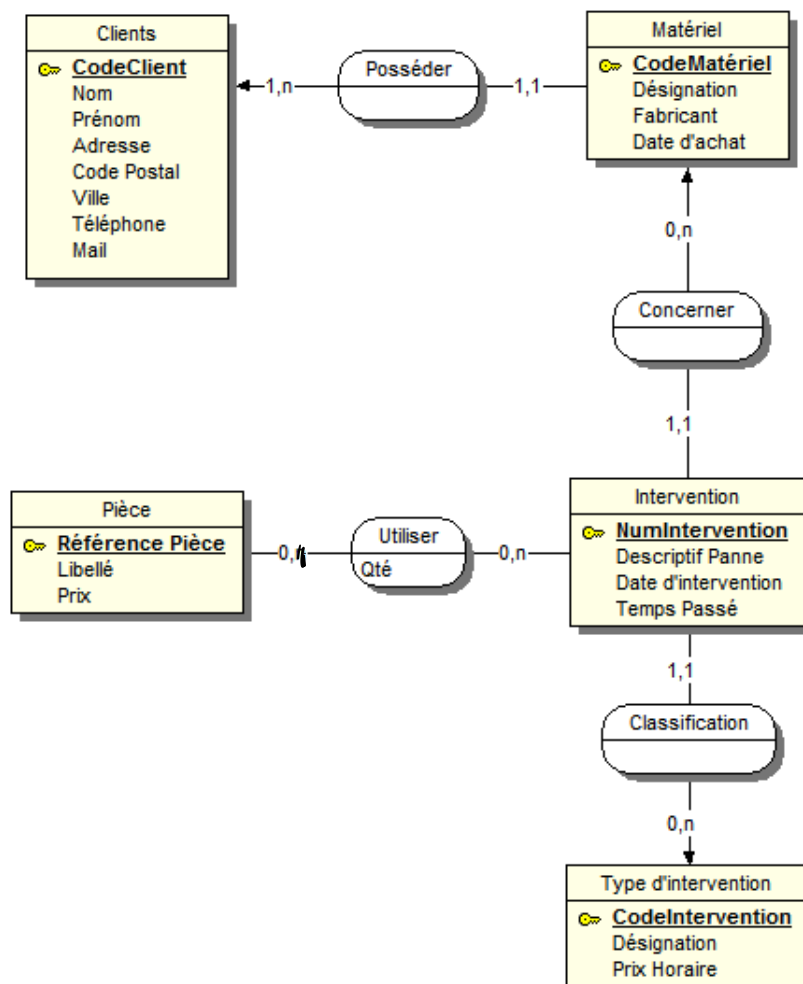 Clients
CodeClient
Nom
Prénom
Adresse
Code Postal
Ville
Téléphone
Mail
1,n
Posséder
1,1
Matériel
CodeMatériel
Désignation
Fabricant
Date d'achat
0,n
Concerner
1,1
Pièce
Référence Pièce
Libellé
Prix
0,n
Utiliser
Qté
0,n
Intervention
NumIntervention
Descriptif Panne
Date d'intervention
Temps Passé
1,1
Classification
0,n
Type d'intervention
CodeIntervention
Désignation
Prix Horaire